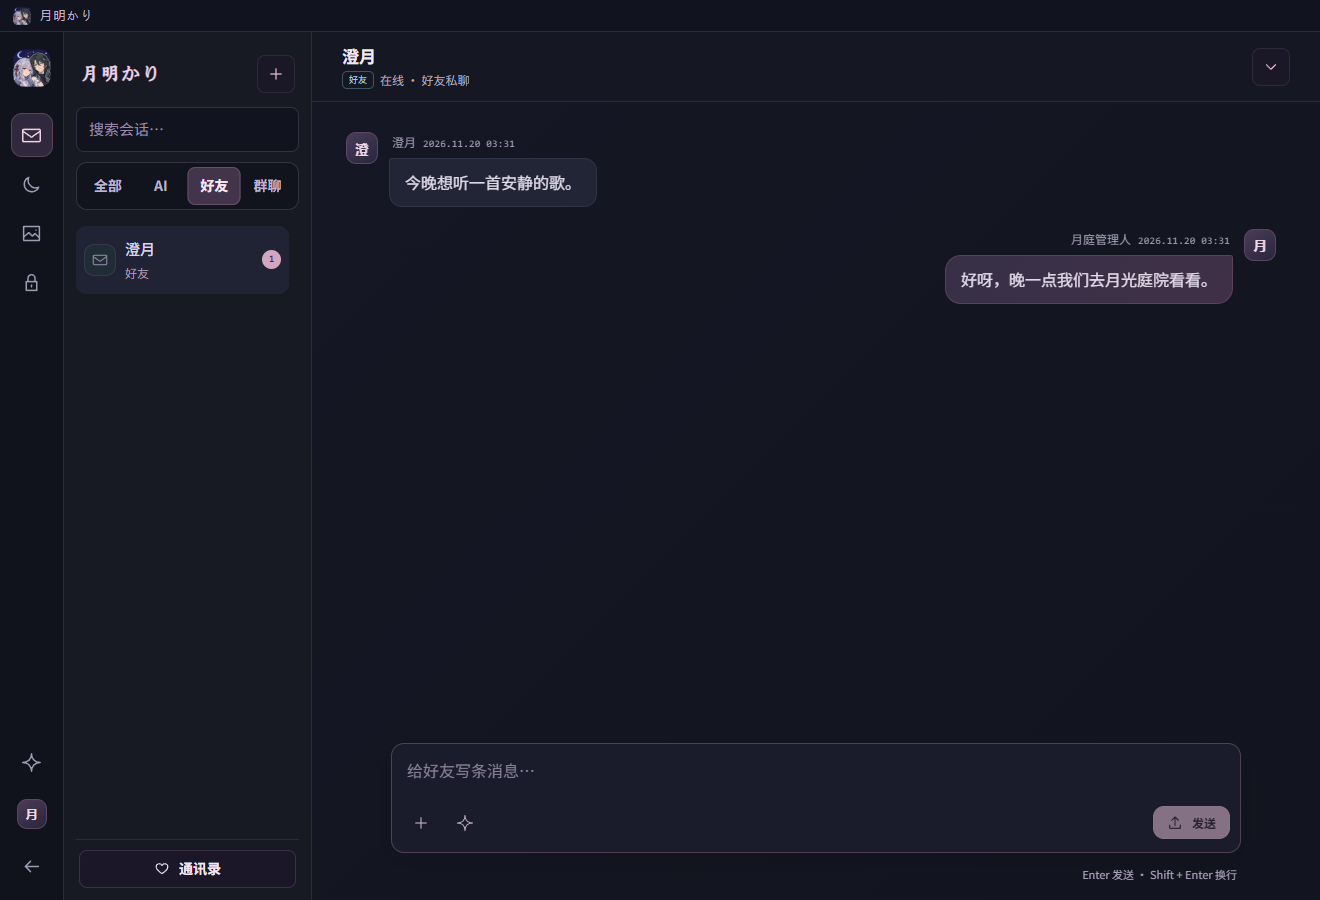 月明かり
月明かり
搜索会话…
全部 AI 好友 群聊
澄月
好友
1
通讯录
月
澄月
好友 在线 • 好友私聊
澄
澄月 2026.11.20 03:31
今晚想听一首安静的歌。
月庭管理人 2026.11.20 03:31
月
好呀，晚一点我们去月光庭院看看。
给好友写条消息…
发送
Enter 发送 • Shift + Enter 换行